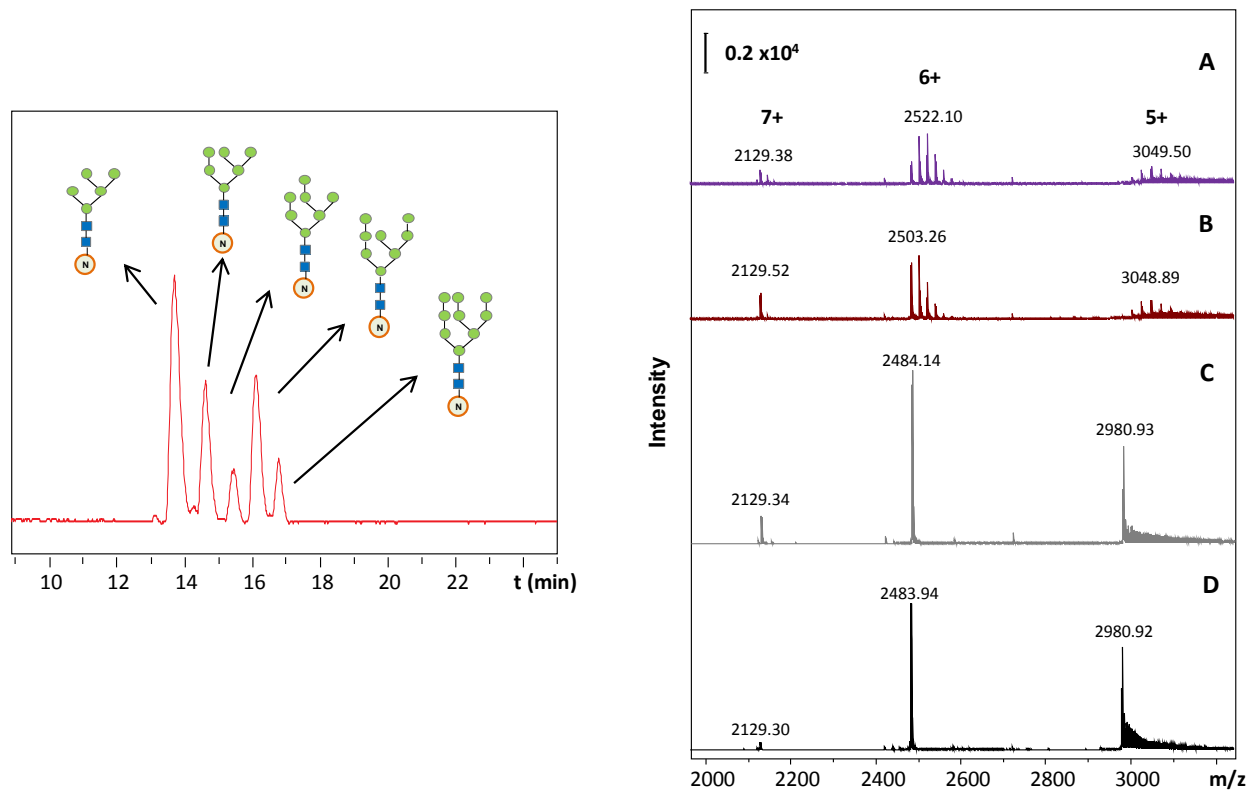 N
N
N
N
N
10 12 14 16 18 20 22 t (min)
0.2 x10⁴
A
6+
7+
2522.10
5+
2129.38
3049.50
B
2503.26
2129.52
3048.89
C
2484.14
2980.93
2129.34
D
2483.94
2980.92
2129.30
Intensity
2000 2200 2400 2600 2800 3000 m/z